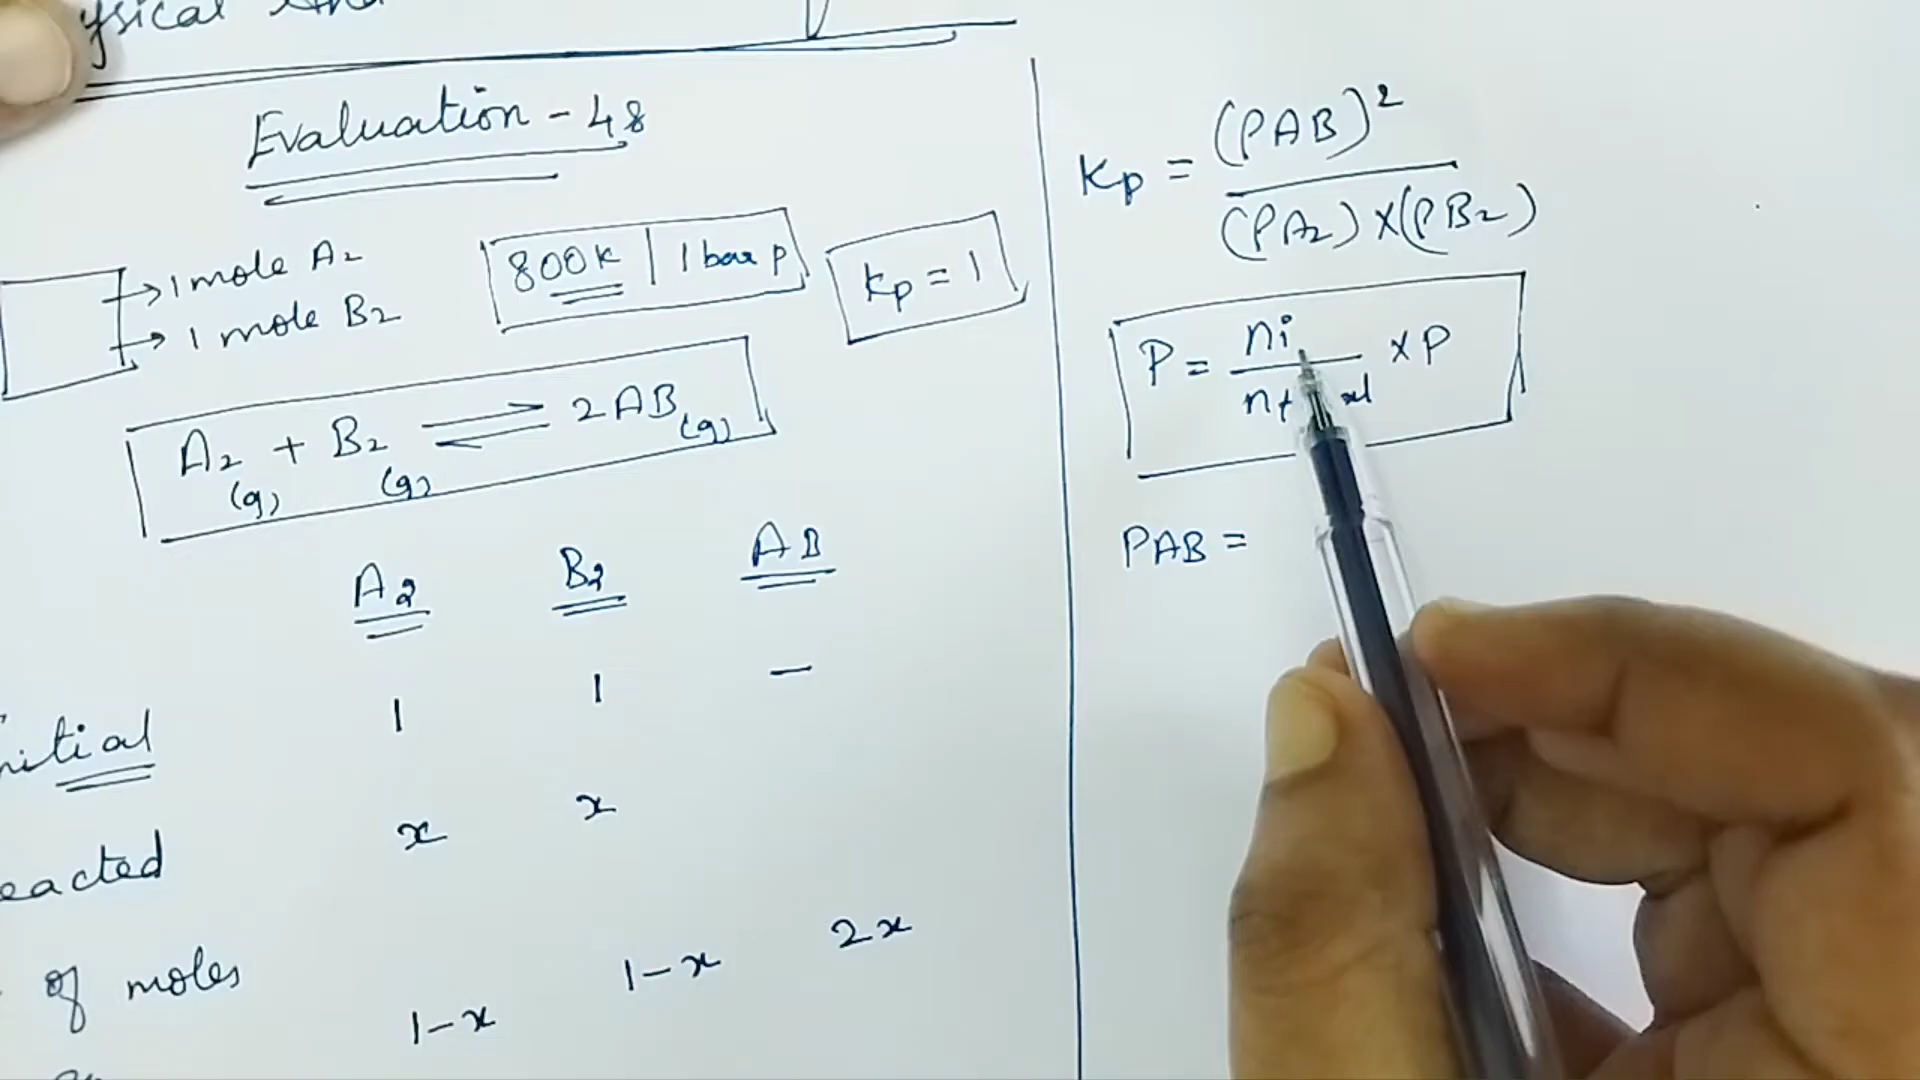 Evaluation - 48
→ 1 mole A₂
→ 1 mole B₂
800K | 1 bar P
Kp = 1
A₂(g) + B₂(g) ⇌ 2AB(g)
A₂ B₂ AB
1 1 —
x x
of moles 1-x 1-x 2x
Kp = (PAB)² / (PA₂) × (PB₂)
P = ni / × P
PAB =